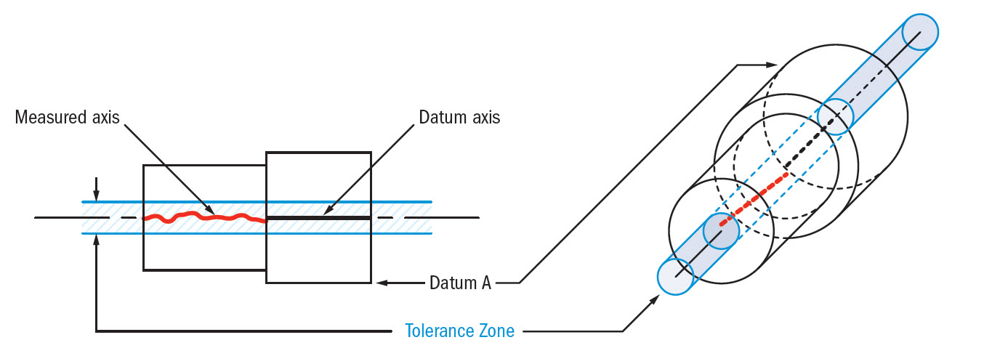 Measured axis
Datum axis
Datum A
Tolerance Zone